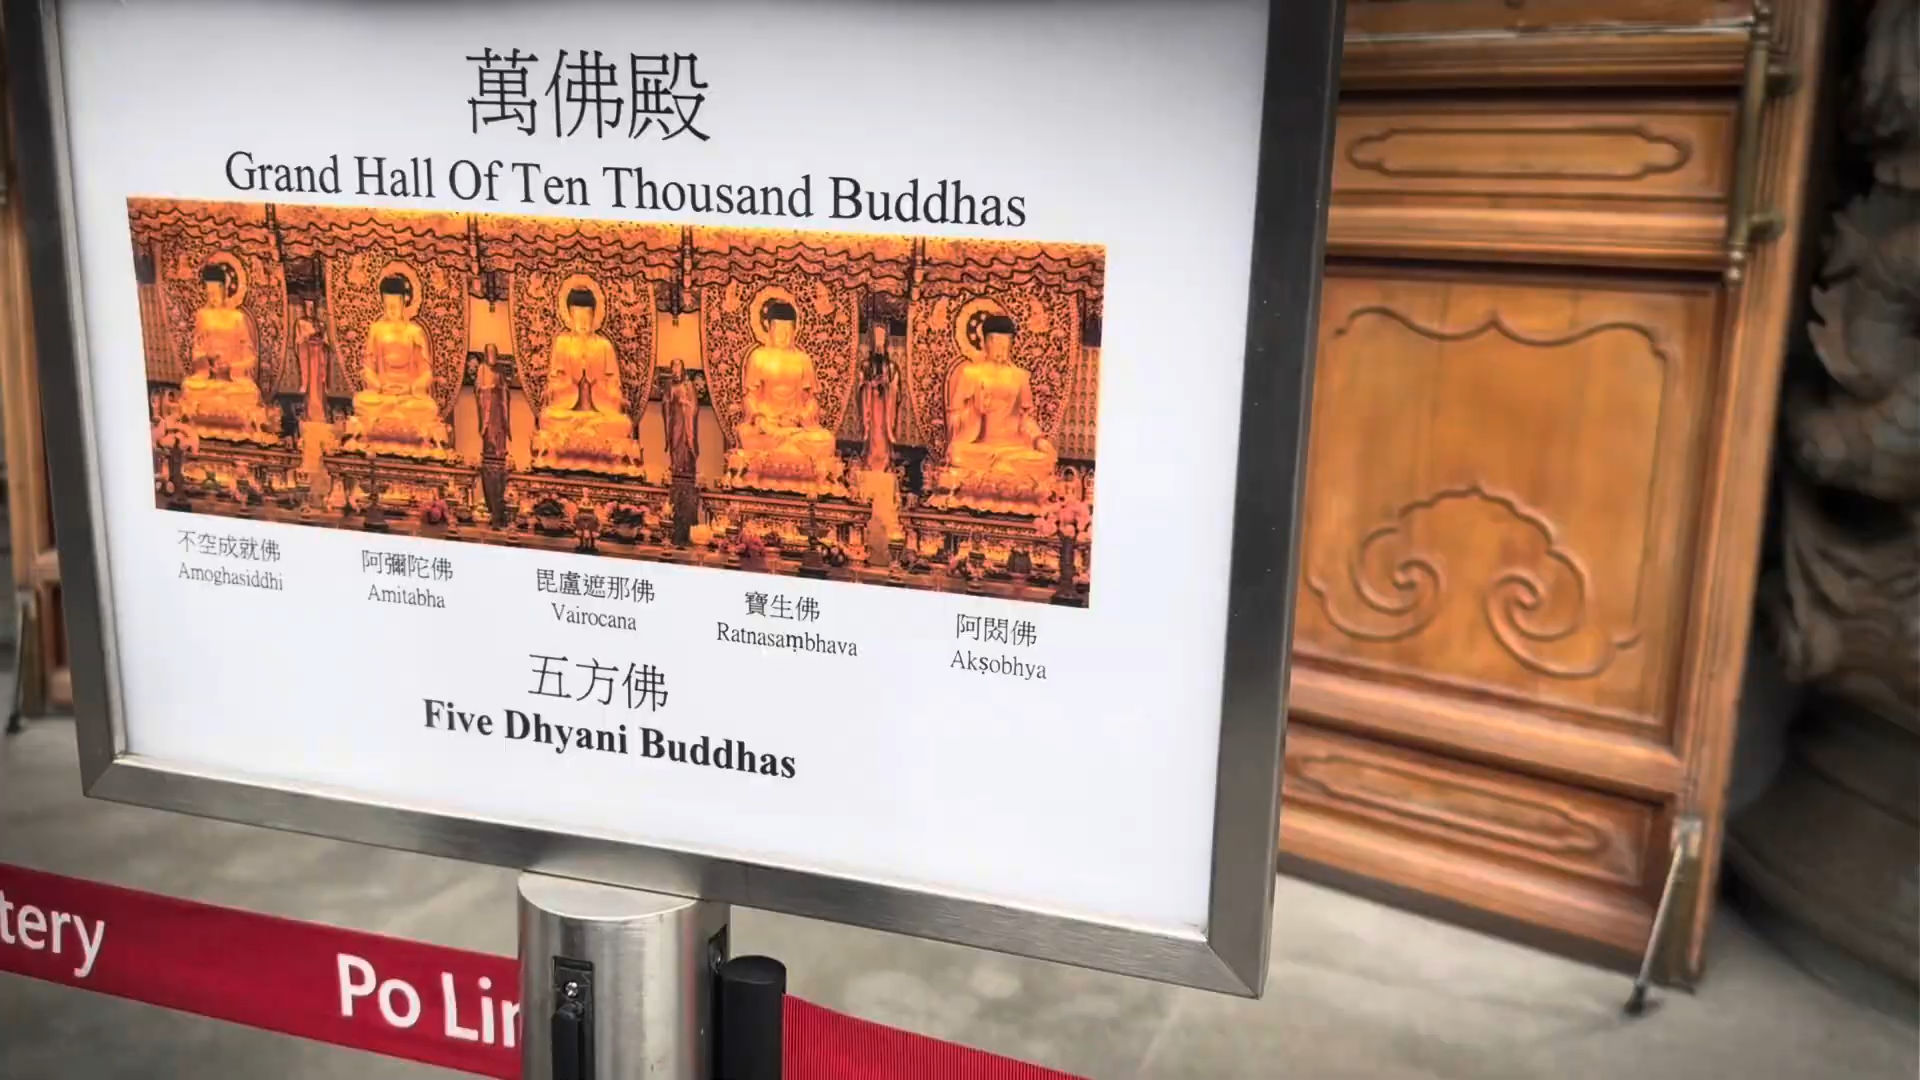 萬佛殿
Grand Hall Of Ten Thousand Buddhas
不空成就佛
Amoghasiddhi
阿彌陀佛
Amitabha
毘盧遮那佛
Vairocana
寶生佛
Ratnasaṃbhava
阿閦佛
Akṣobhya
五方佛
Five Dhyani Buddhas
tery
Po Lin